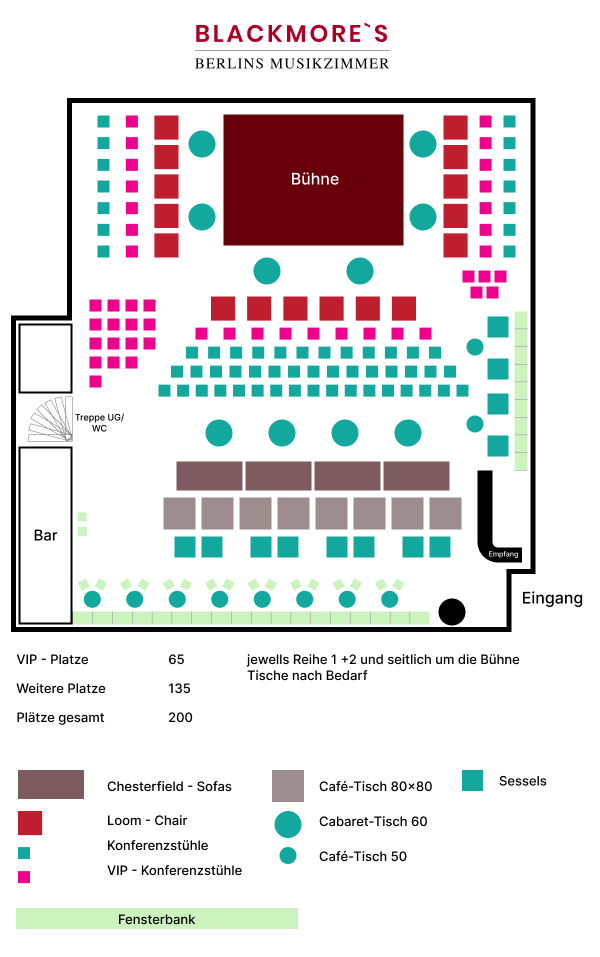 BLACKMORE`S
BERLINS MUSIKZIMMER
Bühne
Treppe UG/
WC
Bar
Empfang
Eingang
VIP - Platze 65 jewells Reihe 1 +2 und seitlich um die Bühne
Tische nach Bedarf
Weitere Platze 135
Plätze gesamt 200
Chesterfield - Sofas Café-Tisch 80x80 Sessels
Loom - Chair Cabaret-Tisch 60
Konferenzstühle
Café-Tisch 50
VIP - Konferenzstühle
Fensterbank